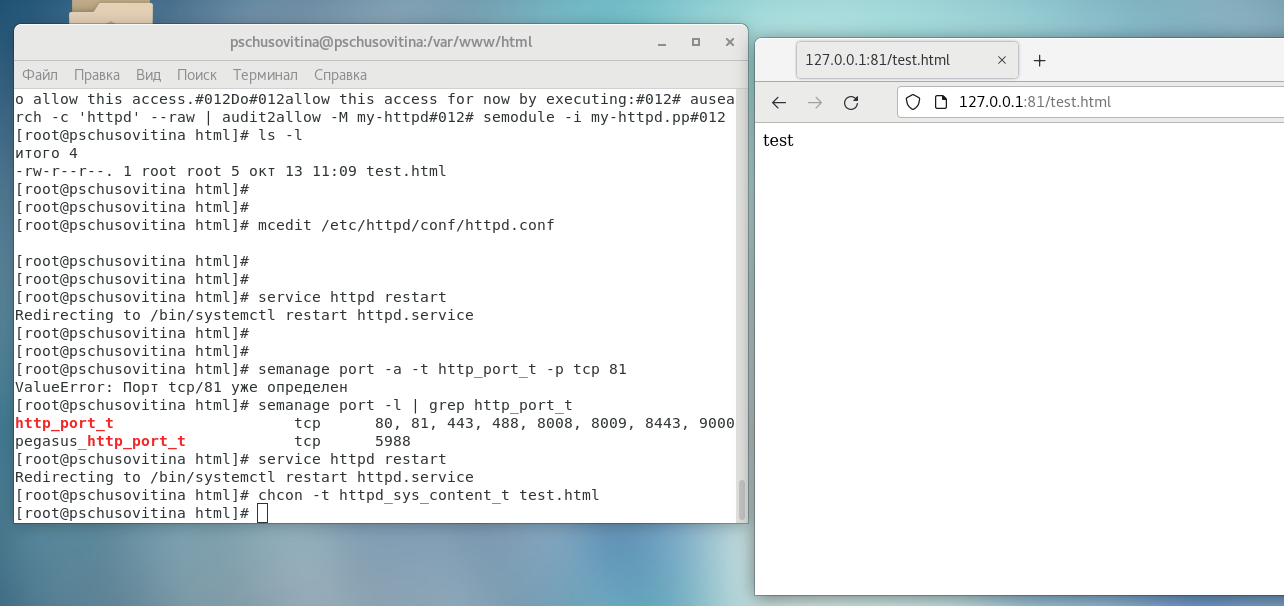 pschusovitina@pschusovitina:/var/www/html
Файл Правка Вид Поиск Терминал Справка
o allow this access.#012Do#012allow this access for now by executing:#012# ausea
rch -c 'httpd' --raw | audit2allow -M my-httpd#012# semodule -i my-httpd.pp#012
[root@pschusovitina html]# ls -l
итого 4
-rw-r--r--. 1 root root 5 окт 13 11:09 test.html
[root@pschusovitina html]#
[root@pschusovitina html]#
[root@pschusovitina html]# mcedit /etc/httpd/conf/httpd.conf
[root@pschusovitina html]#
[root@pschusovitina html]#
[root@pschusovitina html]# service httpd restart
Redirecting to /bin/systemctl restart httpd.service
[root@pschusovitina html]#
[root@pschusovitina html]#
[root@pschusovitina html]# semanage port -a -t http_port_t -p tcp 81
ValueError: Порт tcp/81 уже определен
[root@pschusovitina html]# semanage port -l | grep http_port_t
http_port_t tcp 80, 81, 443, 488, 8008, 8009, 8443, 9000
pegasus_http_port_t tcp 5988
[root@pschusovitina html]# service httpd restart
Redirecting to /bin/systemctl restart httpd.service
[root@pschusovitina html]# chcon -t httpd_sys_content_t test.html
[root@pschusovitina html]#
127.0.0.1:81/test.html
127.0.0.1:81/test.html
test